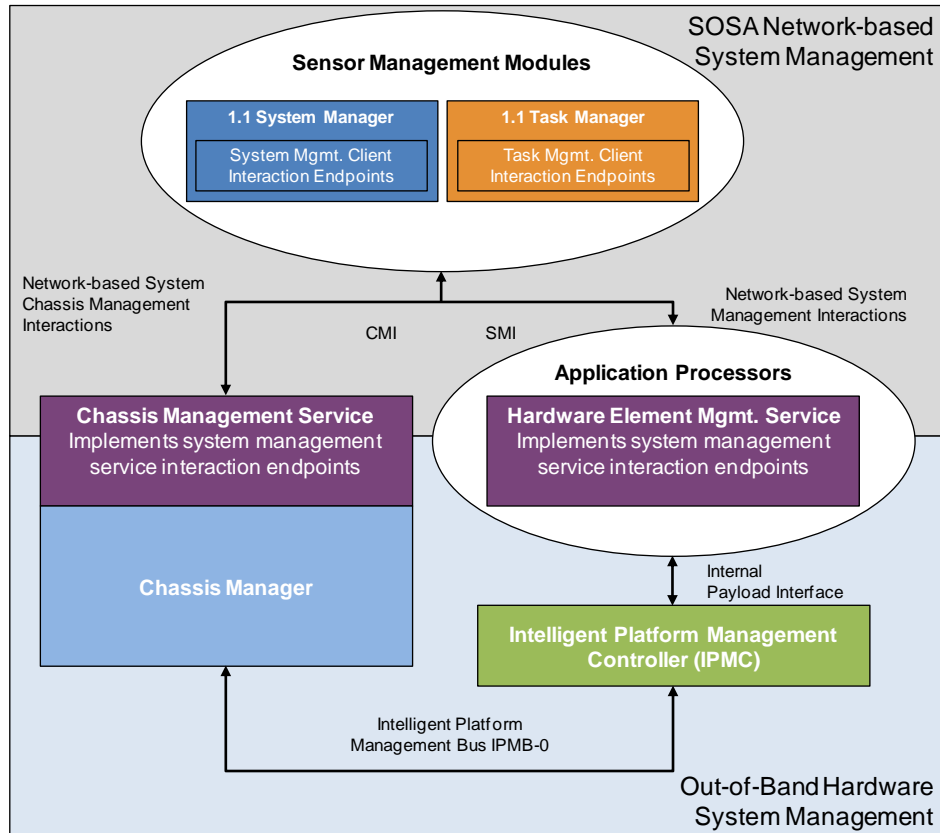 SOSA Network-based
System Management
Sensor Management Modules
1.1 System Manager
System Mgmt. Client
Interaction Endpoints
1.1 Task Manager
Task Mgmt. Client
Interaction Endpoints
Network-based System
Chassis Management
Interactions
CMI
SMI
Network-based System
Management Interactions
Application Processors
Chassis Management Service
Implements system management
service interaction endpoints
Hardware Element Mgmt. Service
Implements system management
service interaction endpoints
Chassis Manager
Internal
Payload Interface
Intelligent Platform Management
Controller (IPMC)
Intelligent Platform
Management Bus IPMB-0
Out-of-Band Hardware
System Management